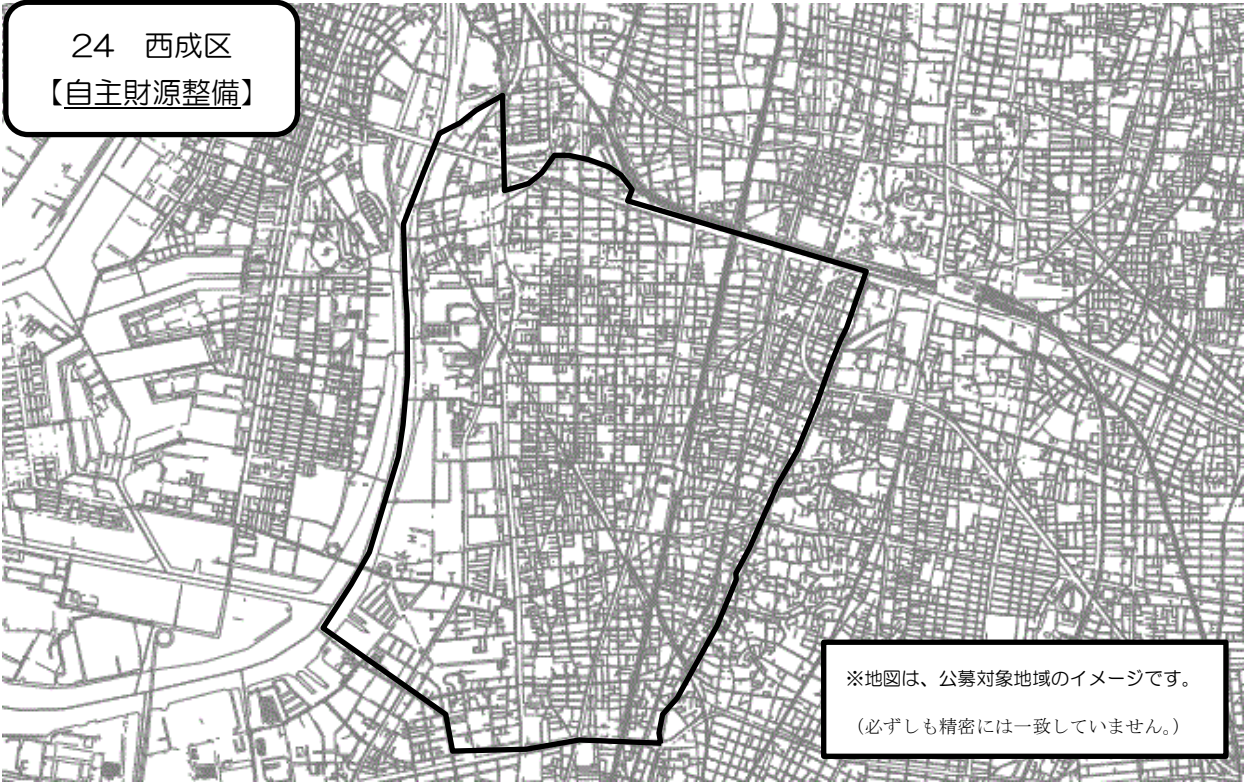 24　西成区
【自主財源整備】
※地図は、公募対象地域のイメージです。
（必ずしも精密には一致していません。）